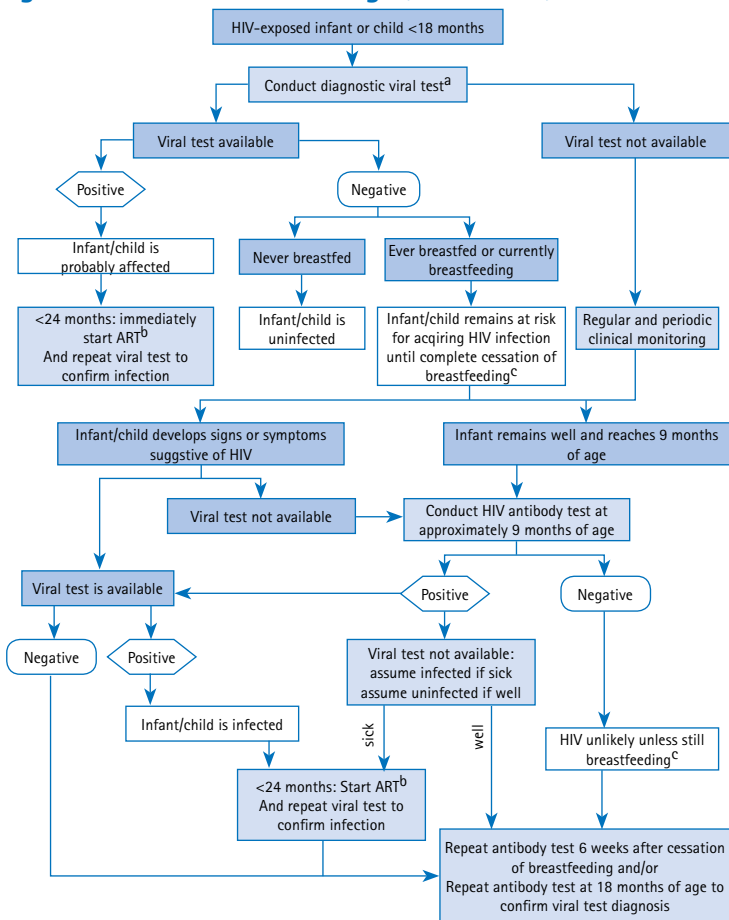 HIV-exposed infant or child <18 months
Conduct diagnostic viral testa
Viral test available
Viral test not available
Positive
Negative
Infant/child is
probably affected
Never breastfed
Ever breastfed or currently
breastfeeding
<24 months: immediately
start ARTb
And repeat viral test to
confirm infection
Infant/child is
uninfected
Infant/child remains at risk
for acqiring HIV infection
until complete cessation of
breastfeedingc
Regular and periodic
clinical monitoring
Infant/child develops signs or symptoms
suggstive of HIV
Infant remains well and reaches 9 months
of age
Viral test not available
Conduct HIV antibody test at
approximately 9 months of age
Viral test is available
Positive
Negative
Negative
Positive
Viral test not available:
assume infected if sick
assume uninfected if well
Infant/child is infected
sick
well
HIV unlikely unless still
breastfeedingc
<24 months: Start ARTb
And repeat viral test to
confirm infection
Repeat antibody test 6 weeks after cessation
of breastfeeding and/or
Repeat antibody test at 18 months of age to
confirm viral test diagnosis